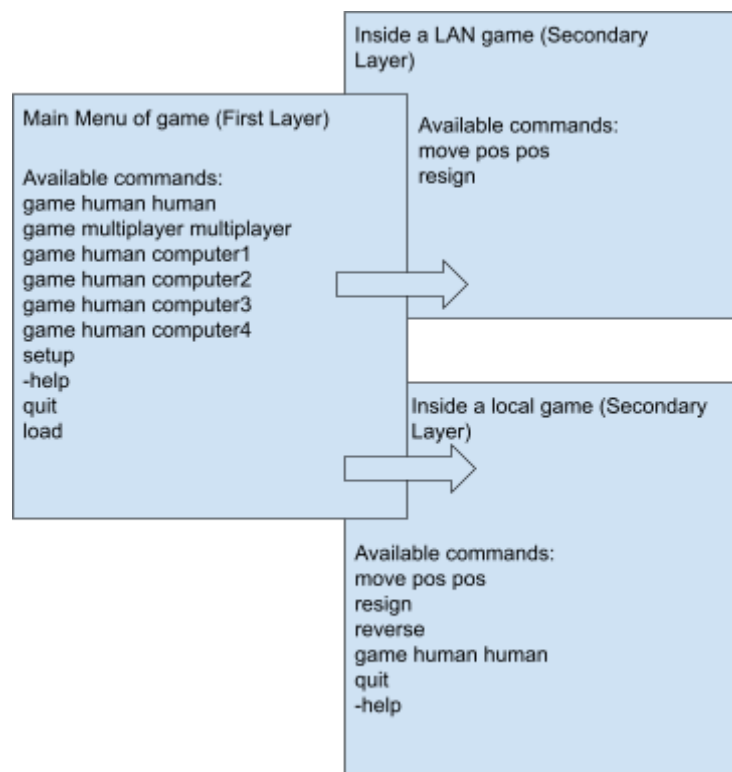 Inside a LAN game (Secondary
Layer)
Available commands:
move pos pos
resign
Main Menu of game (First Layer)
Available commands:
game human human
game multiplayer multiplayer
game human computer1
game human computer2
game human computer3
game human computer4
setup
-help
quit
load
Inside a local game (Secondary
Layer)
Available commands:
move pos pos
resign
reverse
game human human
quit
-help